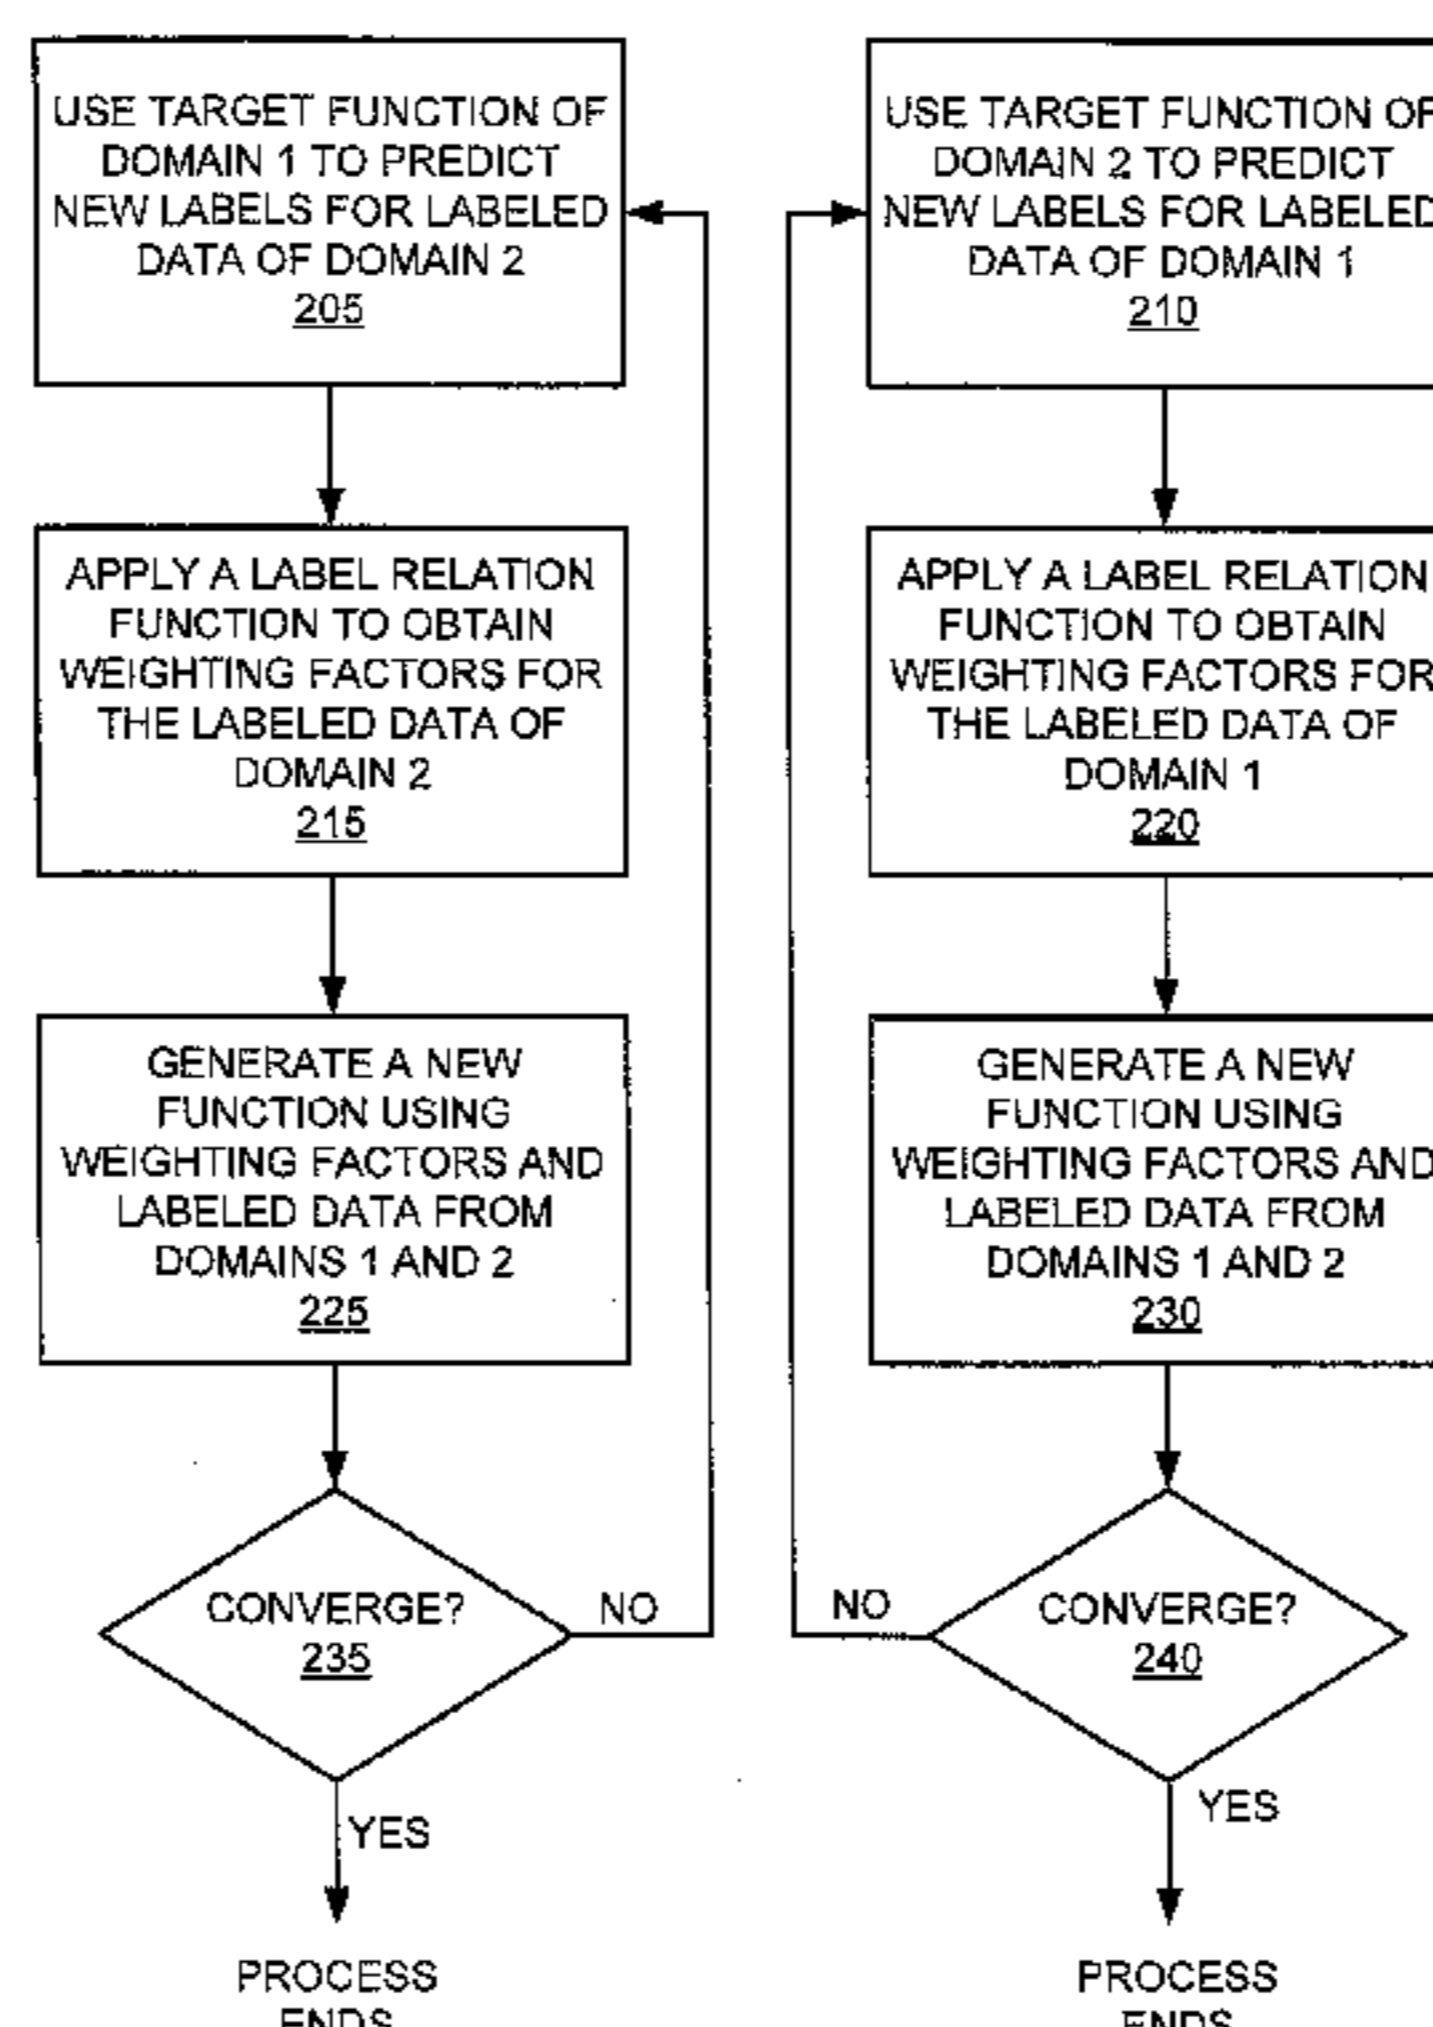 USE TARGET FUNCTION OF
DOMAIN 1 TO PREDICT
NEW LABELS FOR LABELED
DATA OF DOMAIN 2
205
APPLY A LABEL RELATION
FUNCTION TO OBTAIN
WEIGHTING FACTORS FOR
THE LABELED DATA OF
DOMAIN 2
215
GENERATE A NEW
FUNCTION USING
WEIGHTING FACTORS AND
LABELED DATA FROM
DOMAINS 1 AND 2
225
CONVERGE?
235
NO
YES
PROCESS
ENDS
USE TARGET FUNCTION OF
DOMAIN 2 TO PREDICT
NEW LABELS FOR LABELED
DATA OF DOMAIN 1
210
APPLY A LABEL RELATION
FUNCTION TO OBTAIN
WEIGHTING FACTORS FOR
THE LABELED DATA OF
DOMAIN 1
220
GENERATE A NEW
FUNCTION USING
WEIGHTING FACTORS AND
LABELED DATA FROM
DOMAINS 1 AND 2
230
NO
CONVERGE?
240
YES
PROCESS
ENDS